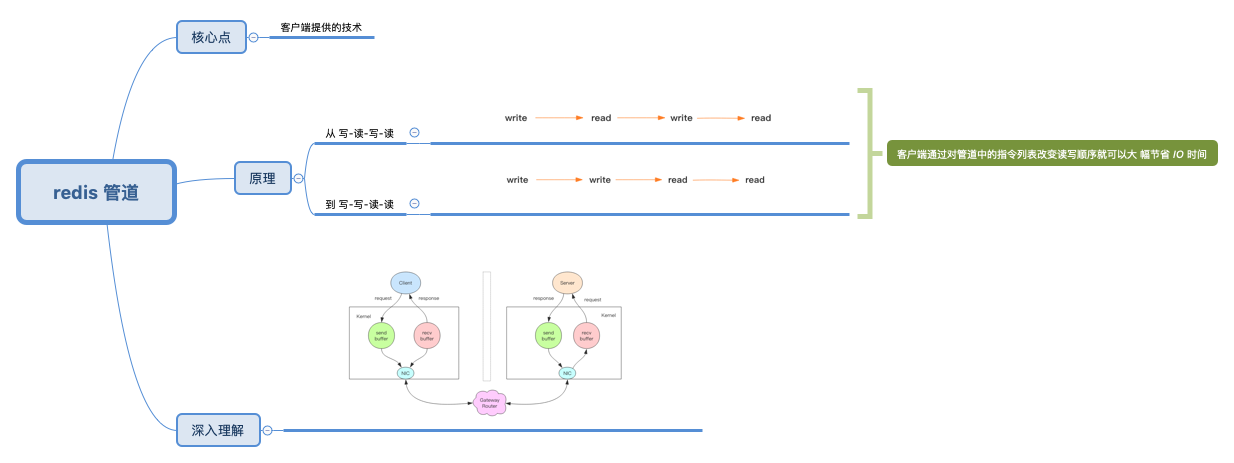 核心点
客户端提供的技术
redis 管道
原理
从 写-读-写-读
write
read
write
read
到 写-写-读-读
write
write
read
read
客户端通过对管道中的指令列表改变读写顺序就可以大 幅节省 IO 时间
深入理解
Client
request
response
Kernel
send
buffer
recv
buffer
NIC
Server
response
request
Kernel
send
buffer
recv
buffer
NIC
Gateway
Router